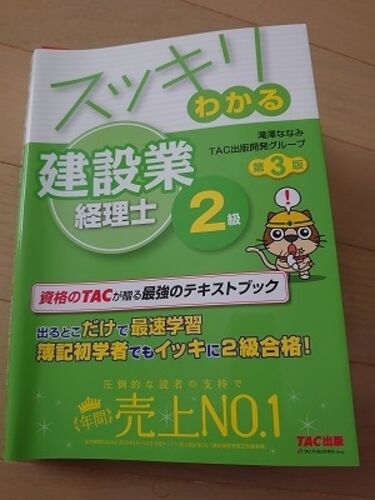 スッキリ
わかる
滝澤ななみ
TAC出版開発グループ
第3版
建設業
経理士
2級
!
資格のTACが贈る最強のテキストブック
出るとこだけで最速学習
簿記初学者でもイッキに2級合格!
圧倒的な読者の支持で
年間
売上NO.1
TAC出版